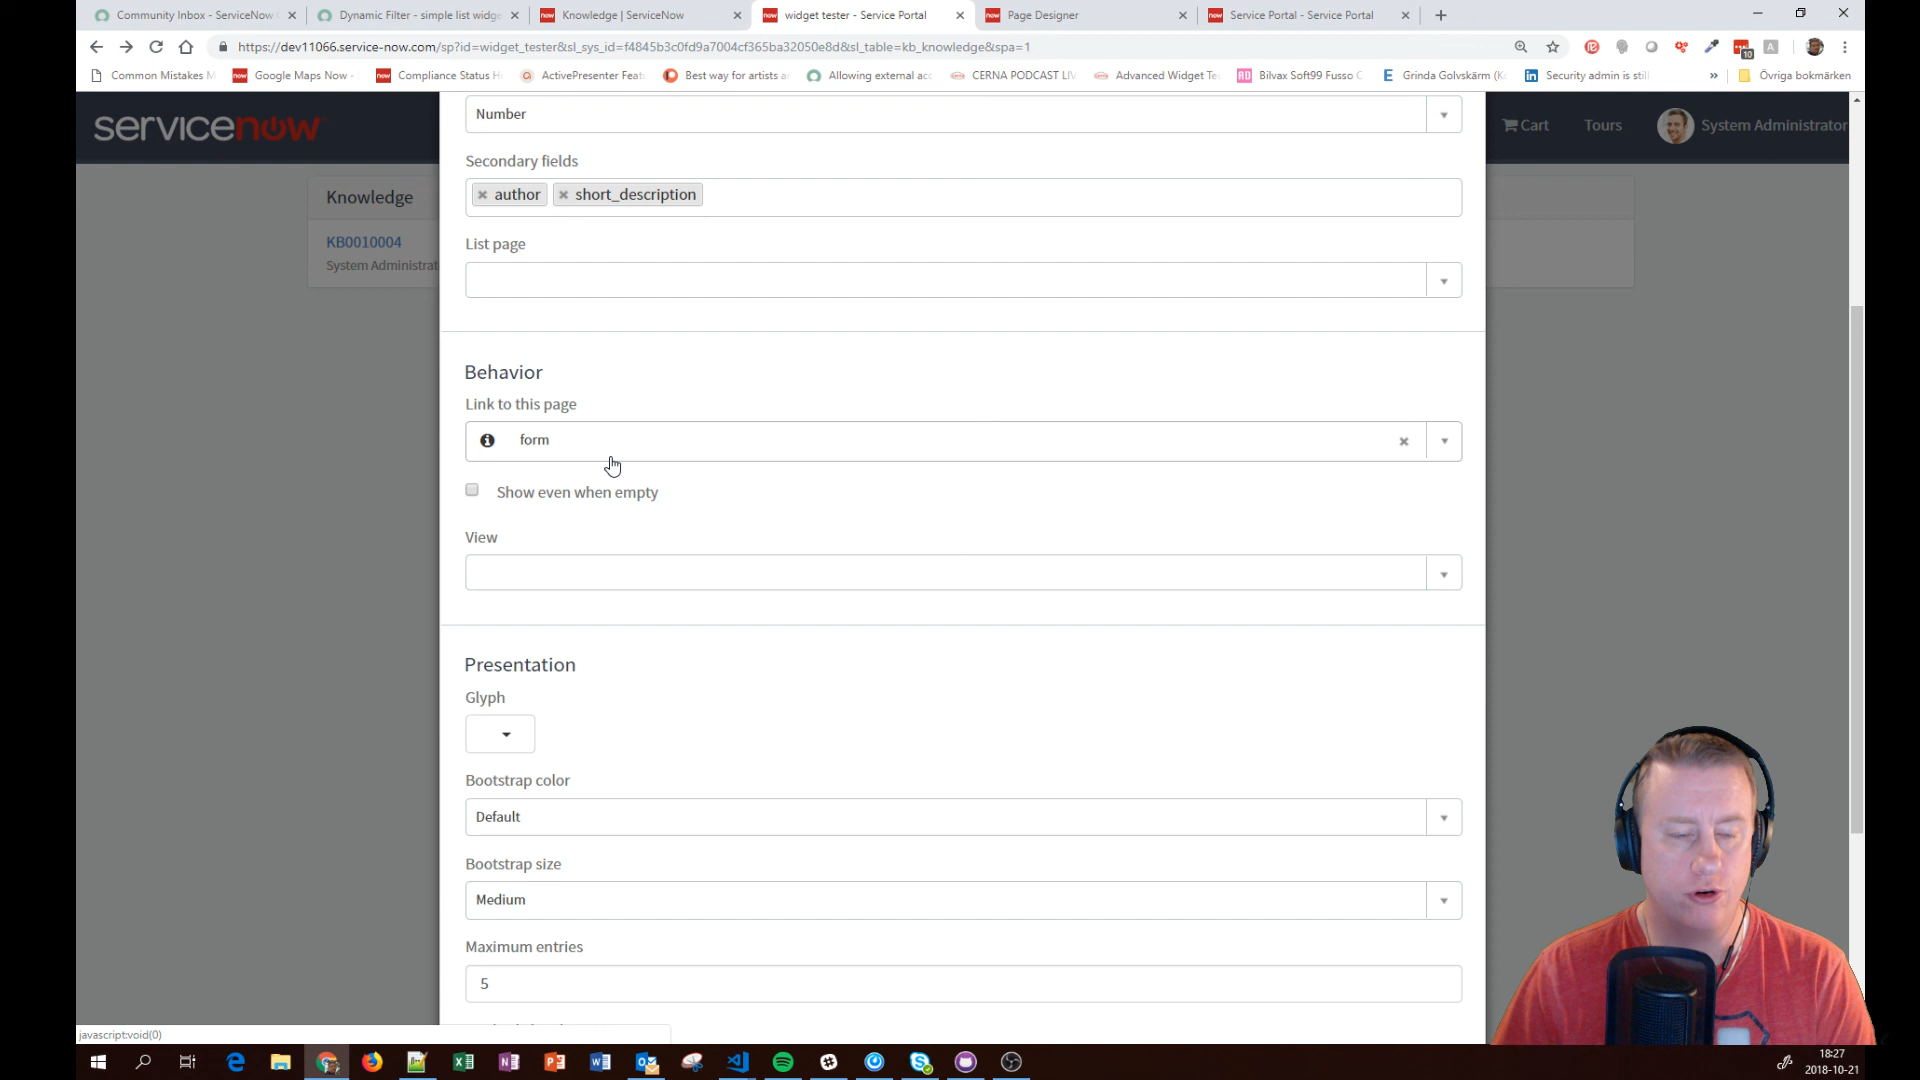 Community Inbox - ServiceNow
Dynamic Filter - simple list widge
Knowledge | ServiceNow
widget tester - Service Portal
Page Designer
Service Portal - Service Portal
https://dev11066.service-now.com/sp?id=widget_tester&sl_sys_id=f4845b3c0fd9a7004cf365ba32050e8d&sl_table=kb_knowledge&spa=1
10
Common Mistakes
Google Maps Now -
Compliance Status H
ActivePresenter Feat
Best way for artists
Allowing external acc
CERNA PODCAST LIV
Advanced Widget Te
Bilvax Soft99 Fusso
Grinda Golvskärm (K
Security admin is stil
»
Övriga bokmärken
servicenow
Cart
Tours
System Administrator
Number
Secondary fields
author
short_description
Knowledge
KB0010004
System Administrat
List page
Behavior
Link to this page
form
Show even when empty
View
Presentation
Glyph
Bootstrap color
Default
Bootstrap size
Medium
Maximum entries
5
javascript:void(0)
18:27
2018-10-21